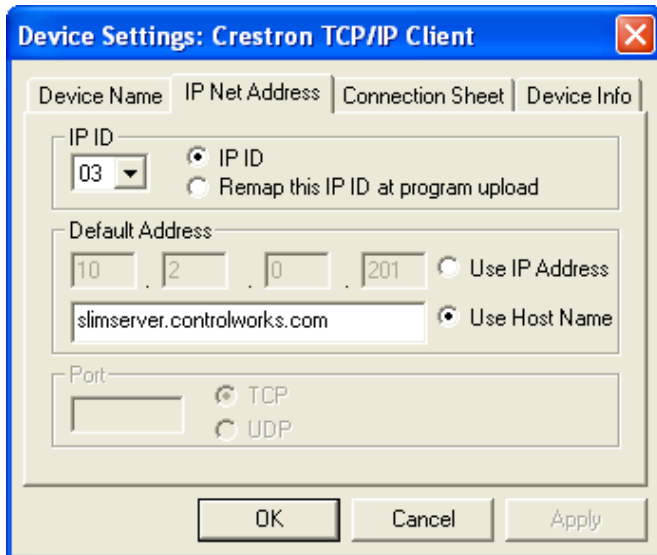 Device Settings: Crestron TCP/IP Client
Device Name IP Net Address Connection Sheet Device Info
IP ID
03 IP ID
Remap this IP ID at program upload
Default Address
10 . 2 . 0 . 201 Use IP Address
slimserver.controlworks.com Use Host Name
Port
TCP
UDP
OK Cancel Apply